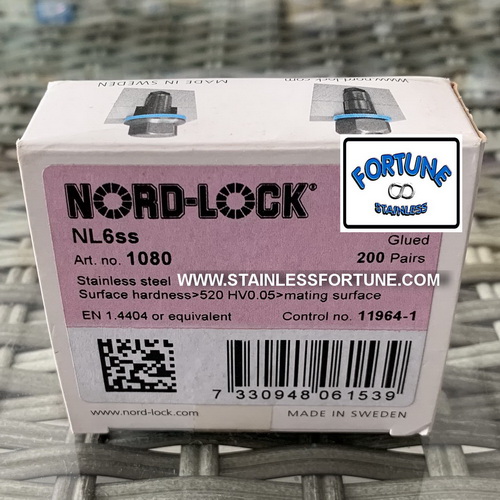 MADE IN SWEDEN
www.nord-lock.com
FORTUNE
STAINLESS
NORD-LOCK®
NL6ss
Glued
Art. no. 1080
200 Pairs
Stainless steel
WWW.STAINLESSFORTUNE.COM
Surface hardness>520 HV0.05>mating surface
EN 1.4404 or equivalent
Control no. 11964-1
7 330948 061539
www.nord-lock.com
MADE IN SWEDEN